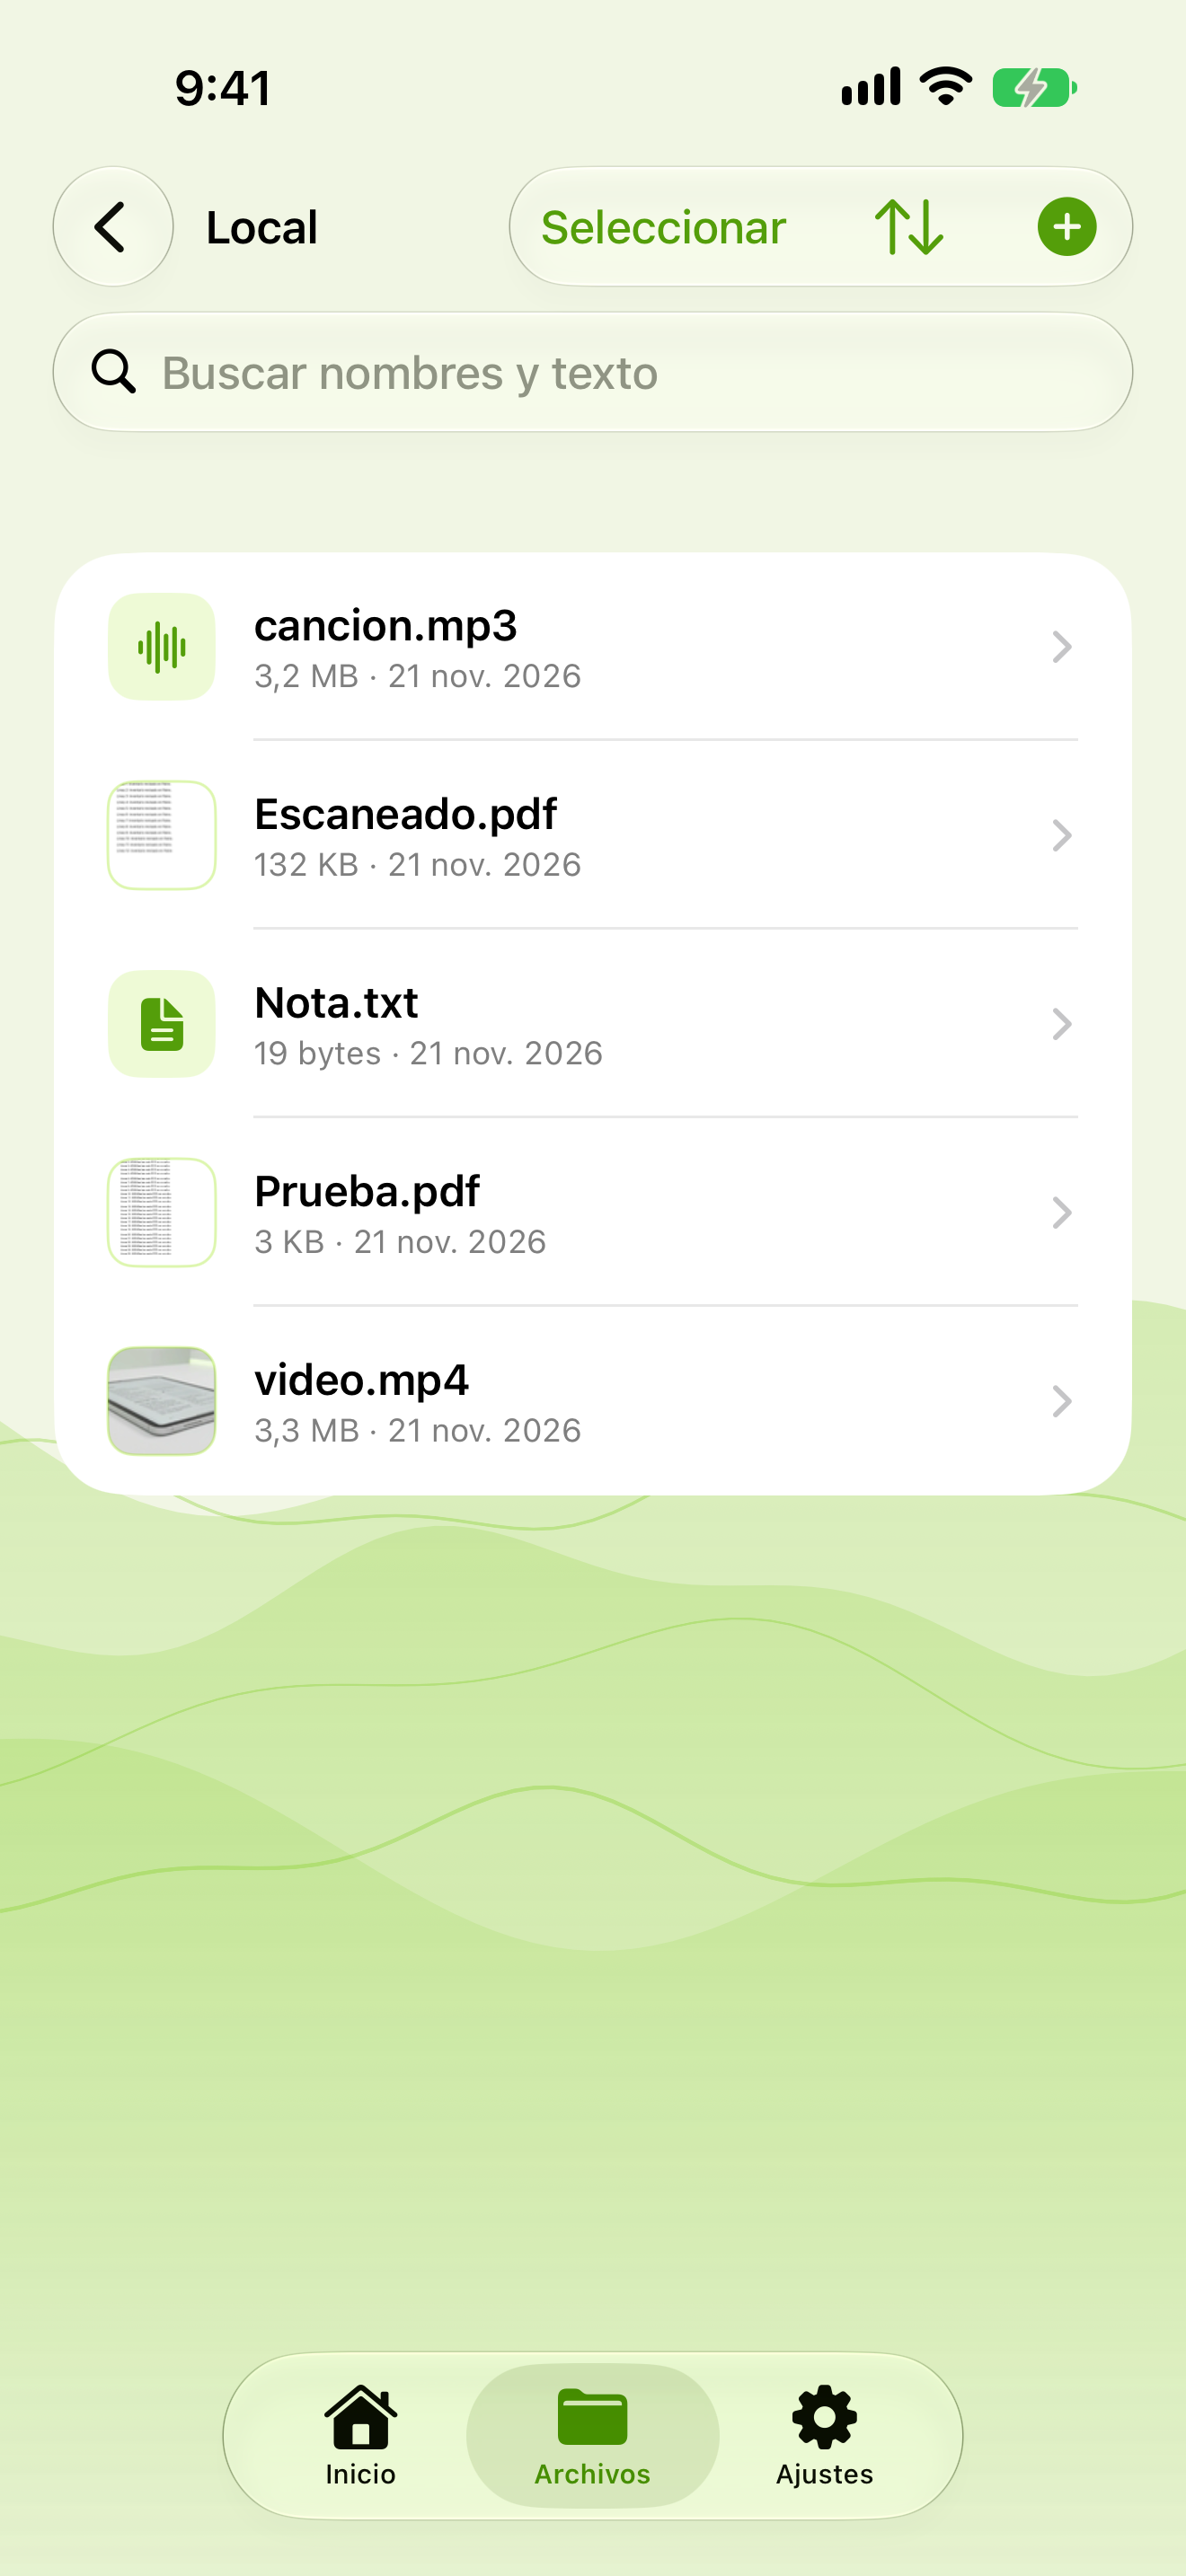 9:41
Local
Seleccionar
Buscar nombres y texto
cancion.mp3
3,2 MB · 21 nov. 2026
Escaneado.pdf
132 KB · 21 nov. 2026
Nota.txt
19 bytes · 21 nov. 2026
Prueba.pdf
3 KB · 21 nov. 2026
video.mp4
3,3 MB · 21 nov. 2026
Inicio
Archivos
Ajustes